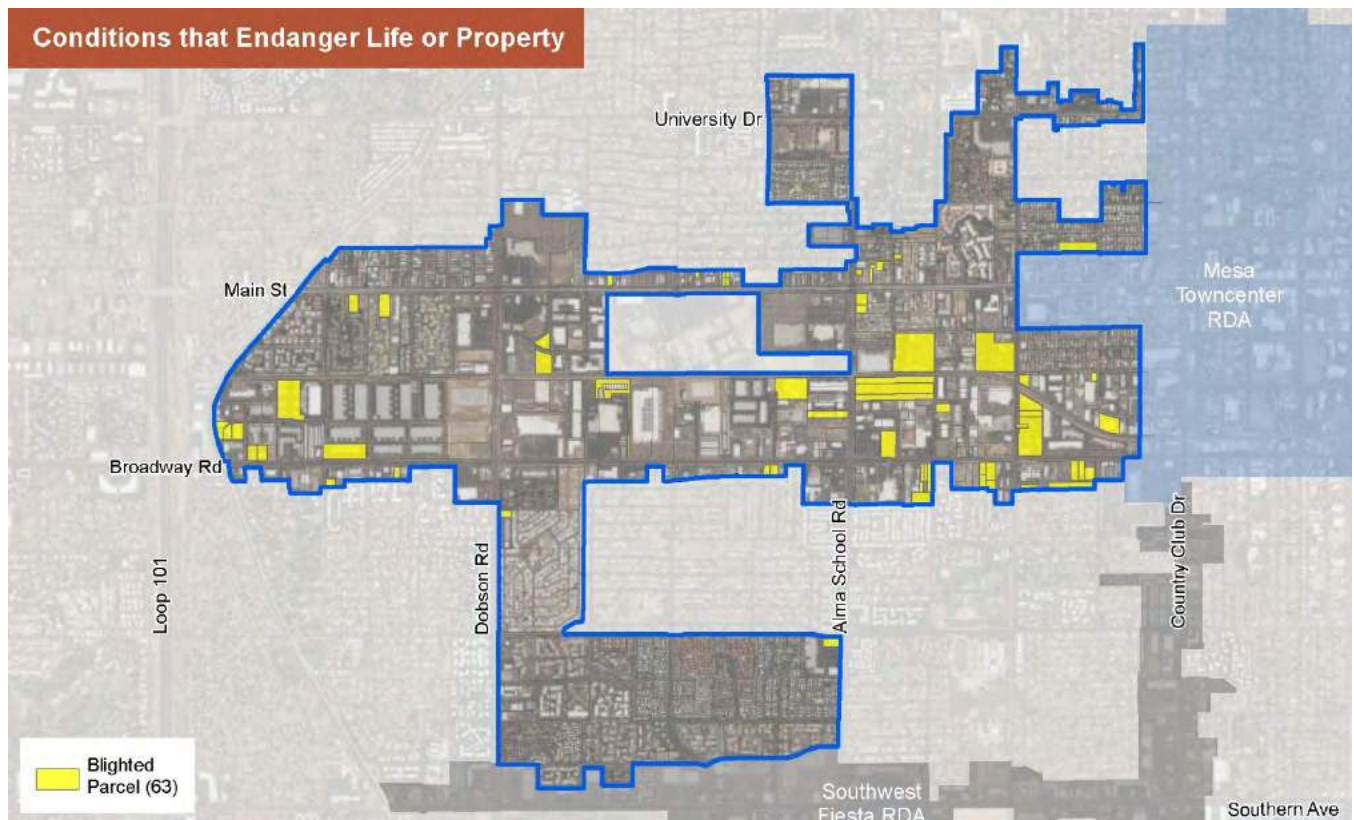 Conditions that Endanger Life or Property
University Dr
Main St
Mesa
Towncenter
RDA
Broadway Rd
Loop 101
Dobson Rd
Alma School Rd
Country Club Dr
Blighted
Parcel (63)
Southwest
Fiesta RDA
Southern Ave